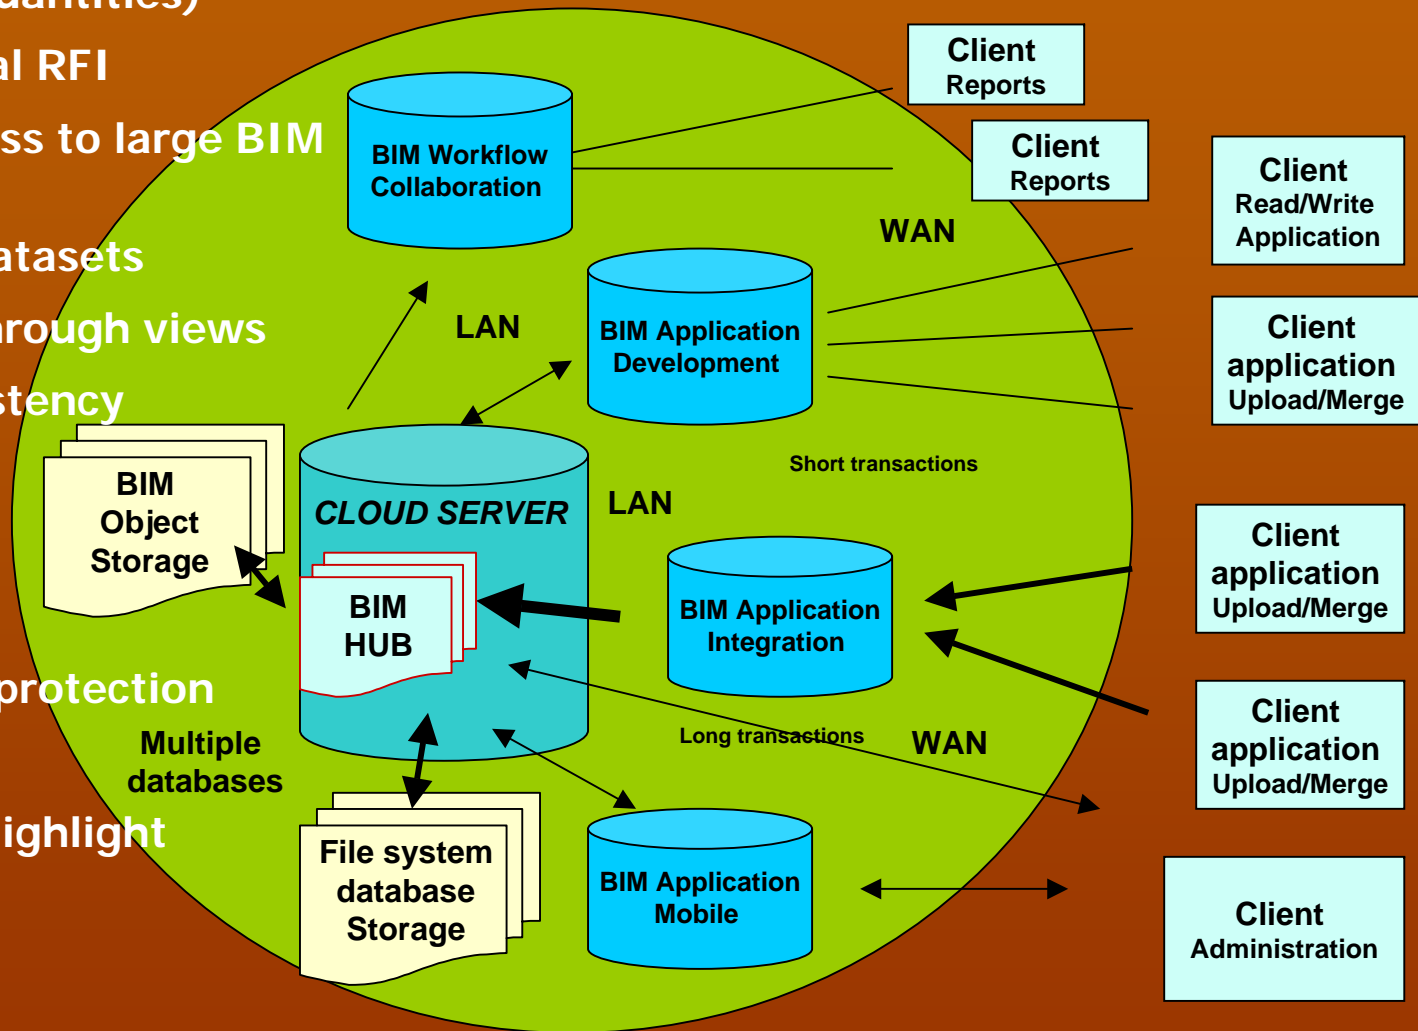 uantities)
al RFI
ss to large BIM
atasets
hrough views
stency
protection
ighlight
BIM Workflow
Collaboration
Client
Reports
Client
Reports
WAN
Client
Read/Write
Application
LAN
BIM Application
Development
Client
application
Upload/Merge
Short transactions
BIM
Object
Storage
CLOUD SERVER
LAN
BIM
HUB
BIM Application
Integration
Client
application
Upload/Merge
Multiple
databases
Long transactions
WAN
Client
application
Upload/Merge
File system
database
Storage
BIM Application
Mobile
Client
Administration